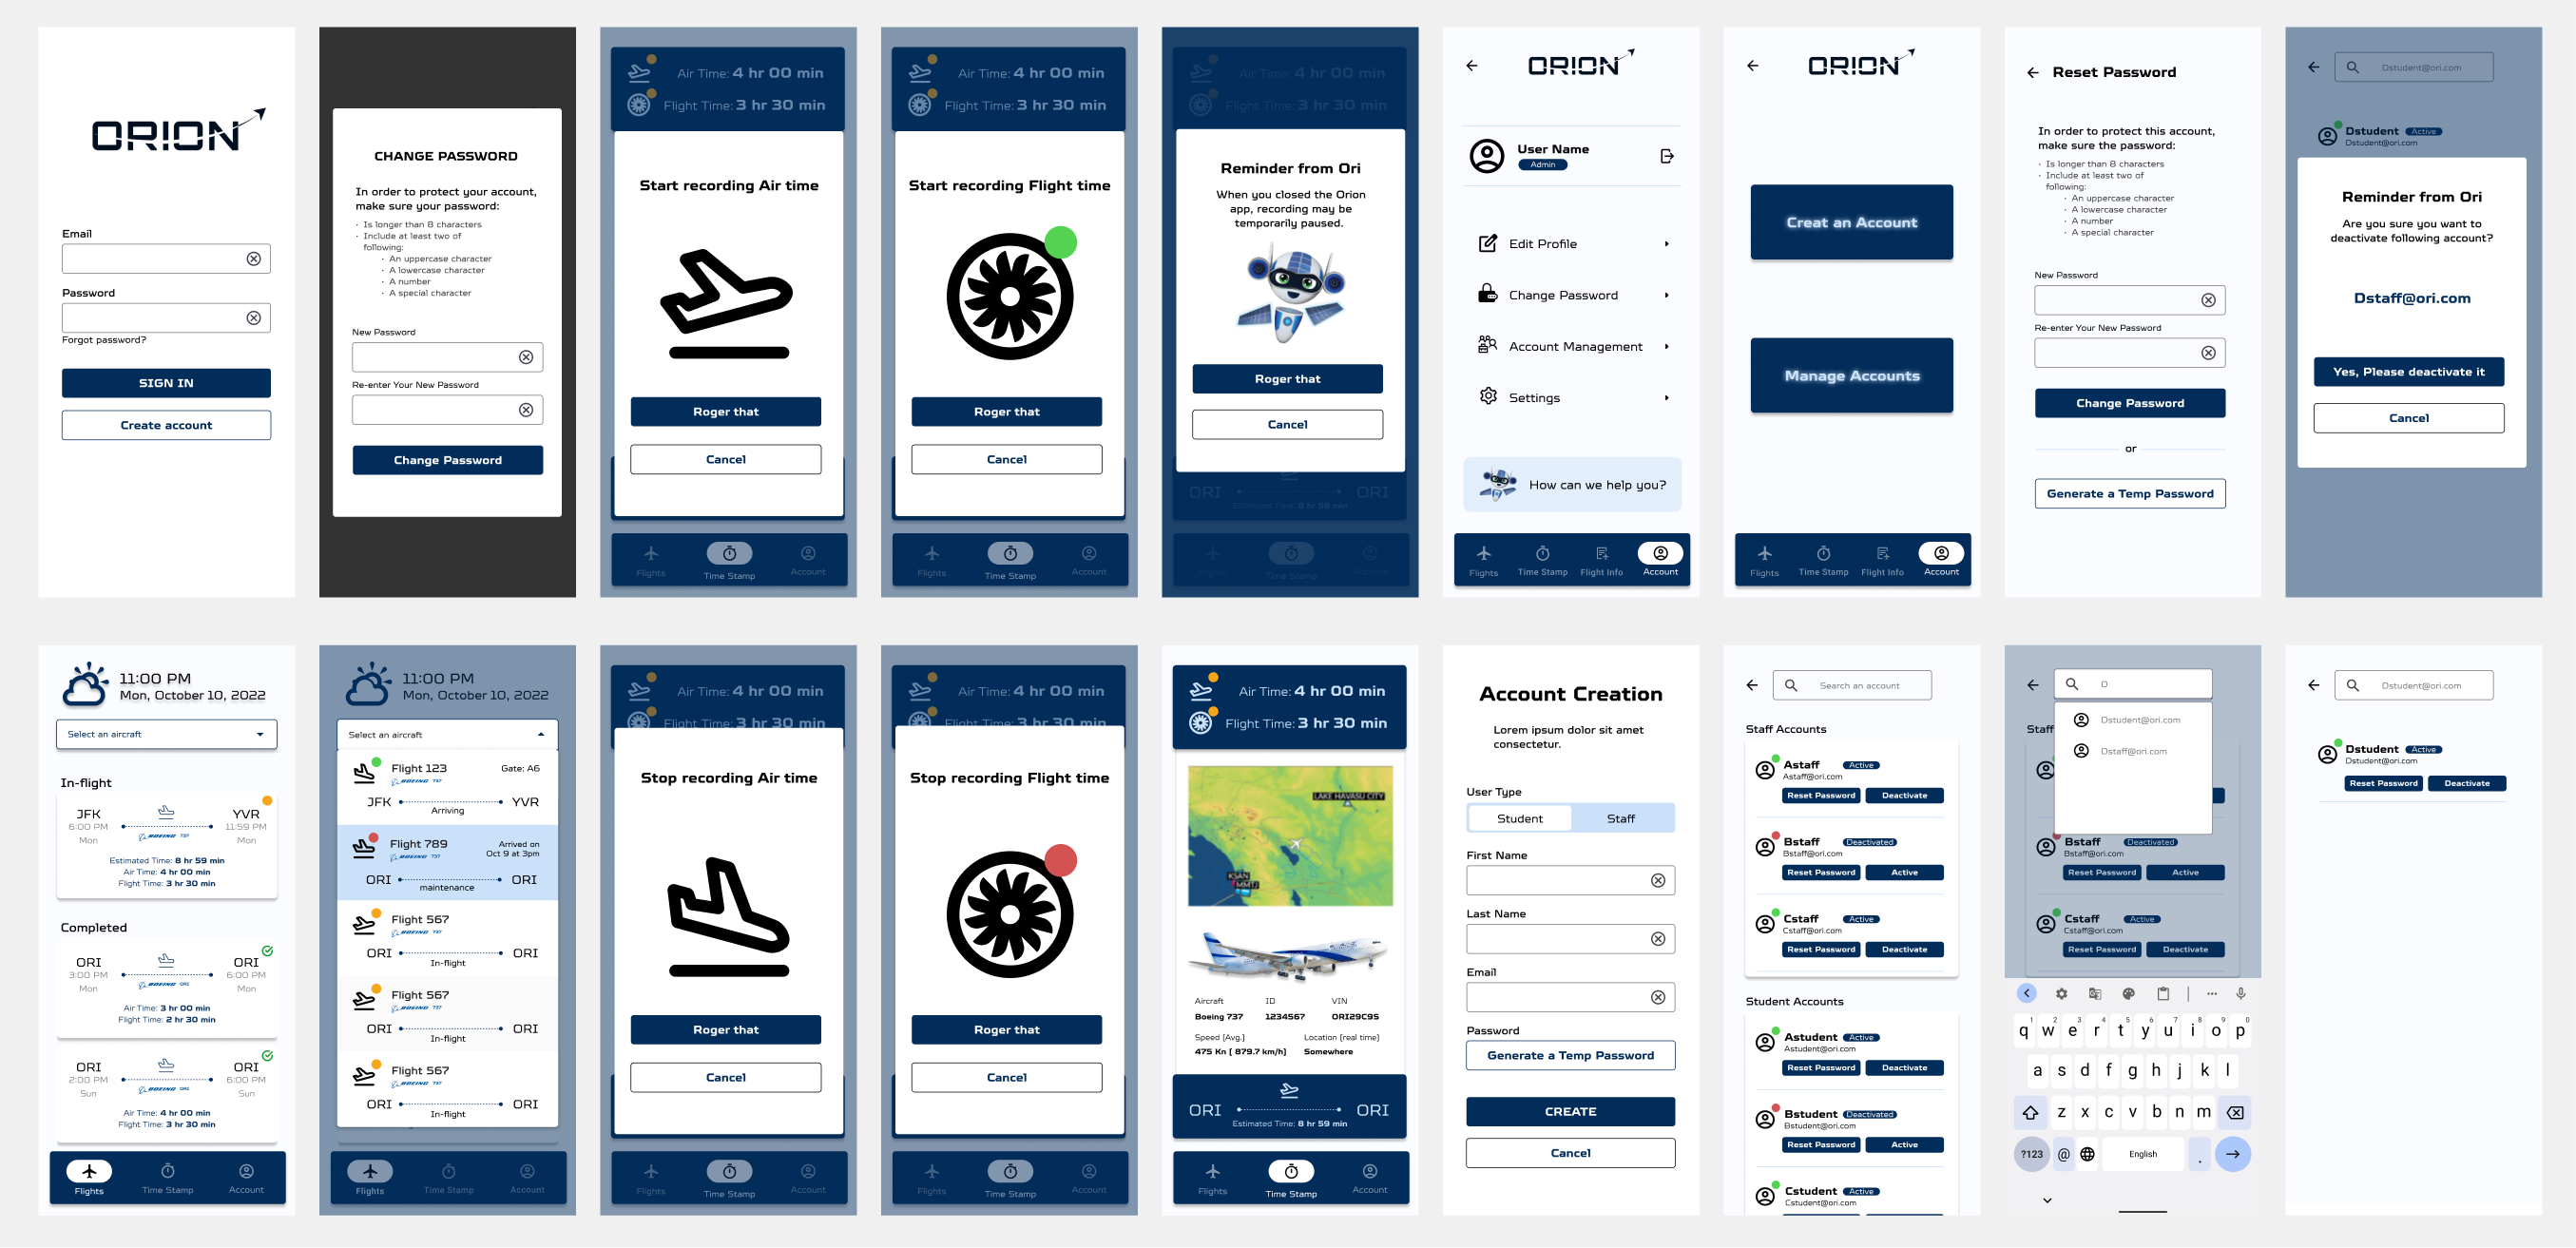 ORION
Email
Password
Forgot password?
SIGN IN
Create account
CHANGE PASSWORD
In order to protect your account,
make sure your password:
· Is longer than 8 characters
· Include at least two of
following:
· An uppercase character
· A lowercase character
· A number
· A special character
New Password
Re-enter Your New Password
Change Password
Air Time: 4 hr 00 min
Flight Time: 3 hr 30 min
Start recording Air time
Roger that
Cancel
Flights
Time Stamp
Account
Air Time: 4 hr 00 min
Flight Time: 3 hr 30 min
Start recording Flight time
Roger that
Cancel
Flights
Time Stamp
Account
Air Time: 4 hr 00 min
Flight Time: 3 hr 30 min
Reminder from Ori
When you closed the Orion
app, recording may be
temporarily paused.
Roger that
Cancel
ORI
ORI
Estimated Time: 8 hr 59 min
Flights
Time Stamp
Account
ORION
User Name
Admin
Edit Profile
Change Password
Account Management
Settings
How can we help you?
Flights
Time Stamp
Flight Info
Account
ORION
Creat an Account
Manage Accounts
Flights
Time Stamp
Flight Info
Account
Reset Password
In order to protect this account,
make sure the password:
· Is longer than 8 characters
· Include at least two of
following:
· An uppercase character
· A lowercase character
· A number
· A special character
New Password
Re-enter Your New Password
Change Password
or
Generate a Temp Password
Dstudent@ori.com
Dstudent Active
Dstudent@ori.com
Reminder from Ori
Are you sure you want to
deactivate following account?
Dstaff@ori.com
Yes, Please deactivate it
Cancel
11:00 PM
Mon, October 10, 2022
Select an aircraft
In-flight
JFK YVR
6:00 PM 11:59 PM
BOEING 737
Mon Mon
Estimated Time: 8 hr 59 min
Air Time: 4 hr 00 min
Flight Time: 3 hr 30 min
Completed
ORI ORI
3:00 PM 6:00 PM
BOEING ORI
Mon Mon
Air Time: 3 hr 00 min
Flight Time: 2 hr 30 min
ORI ORI
2:00 PM 6:00 PM
BOEING ORI
Sun Sun
Air Time: 4 hr 00 min
Flight Time: 3 hr 30 min
Flights
Time Stamp
Account
11:00 PM
Mon, October 10, 2022
Select an aircraft
Flight 123 Gate: A6
BOEING 737
JFK YVR
Arriving
Flight 789 Arrived on
BOEING 737 Oct 9 at 3pm
ORI ORI
maintenance
Flight 567
BOEING 737
ORI ORI
In-flight
Flight 567
BOEING 737
ORI ORI
In-flight
Flight 567
BOEING 737
ORI ORI
In-flight
Flights
Time Stamp
Account
Air Time: 4 hr 00 min
Flight Time: 3 hr 30 min
Stop recording Air time
Roger that
Cancel
Flights
Time Stamp
Account
Air Time: 4 hr 00 min
Flight Time: 3 hr 30 min
Stop recording Flight time
Roger that
Cancel
Flights
Time Stamp
Account
Air Time: 4 hr 00 min
Flight Time: 3 hr 30 min
LAKE HAVASU CITY
KSAN
Aircraft ID VIN
Boeing 737 1234567 ORI29C95
Speed [Avg.] Location [real time]
475 Kn [ 879.7 km/h] Somewhere
ORI ORI
Estimated Time: 8 hr 59 min
Flights
Time Stamp
Account
Account Creation
Lorem ipsum dolor sit amet
consectetur.
User Type
Student Staff
First Name
Last Name
Email
Password
Generate a Temp Password
CREATE
Cancel
Search an account
Staff Accounts
Astaff Active
Astaff@ori.com
Reset Password Deactivate
Bstaff Deactivated
Bstaff@ori.com
Reset Password Active
Cstaff Active
Cstaff@ori.com
Reset Password Deactivate
Student Accounts
Astudent Active
Astudent@ori.com
Reset Password Deactivate
Bstudent Deactivated
Bstudent@ori.com
Reset Password Active
Cstudent Active
Cstudent@ori.com
D
Dstudent@ori.com
Dstaff@ori.com
Staff
Bstaff Deactivated
Bstaff@ori.com
Reset Password Active
Cstaff Active
Cstaff@ori.com
Reset Password Deactivate
1 2 3 4 5 6 7 8 9 0
q w e r t y u i o p
a s d f g h j k l
z x c v b n m
?123 @ English .
Dstudent@ori.com
Dstudent Active
Dstudent@ori.com
Reset Password Deactivate